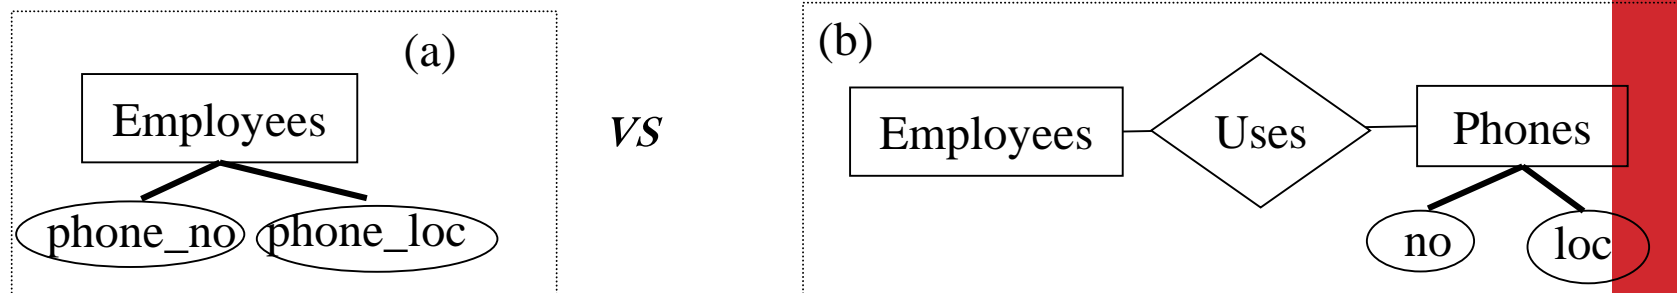 (a)
Employees
phone_no phone_loc
vs
(b)
Employees Uses Phones
no loc